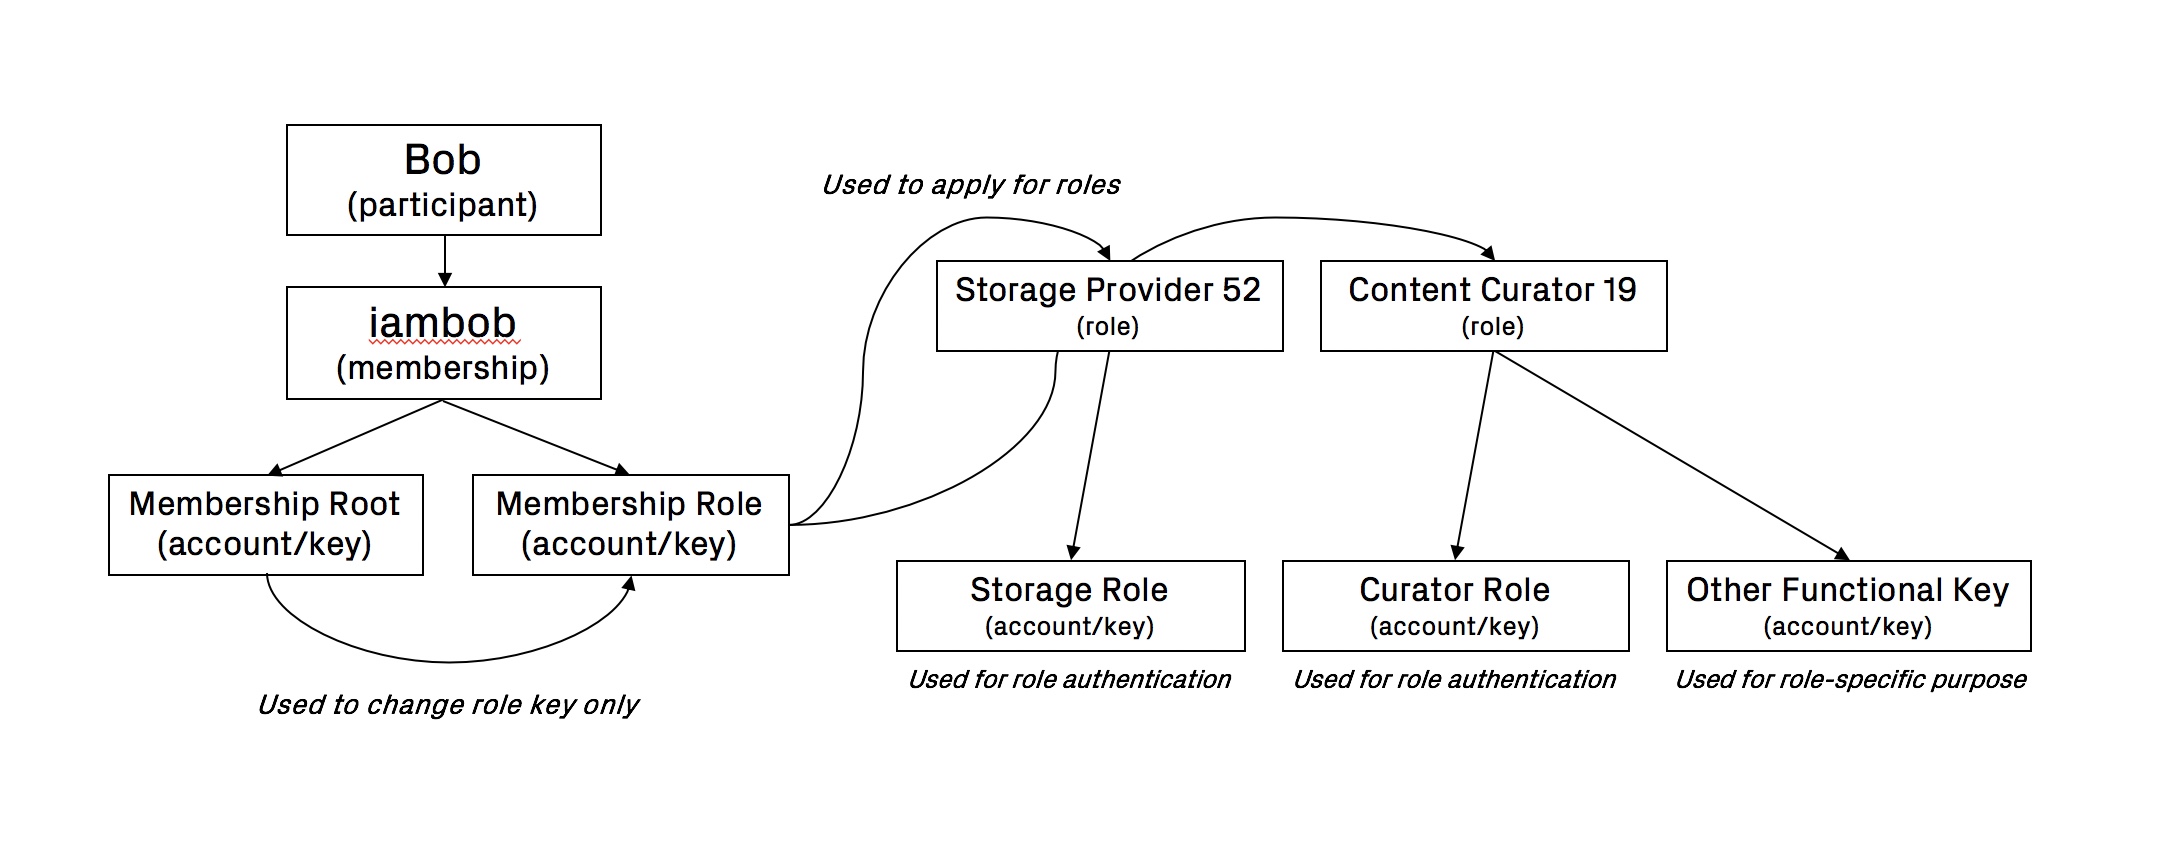 Bob
(participant)
iambob
(membership)
Membership Root
(account/key)
Membership Role
(account/key)
Used to change role key only
Used to apply for roles
Storage Provider 52
(role)
Content Curator 19
(role)
Storage Role
(account/key)
Used for role authentication
Curator Role
(account/key)
Used for role authentication
Other Functional Key
(account/key)
Used for role-specific purpose